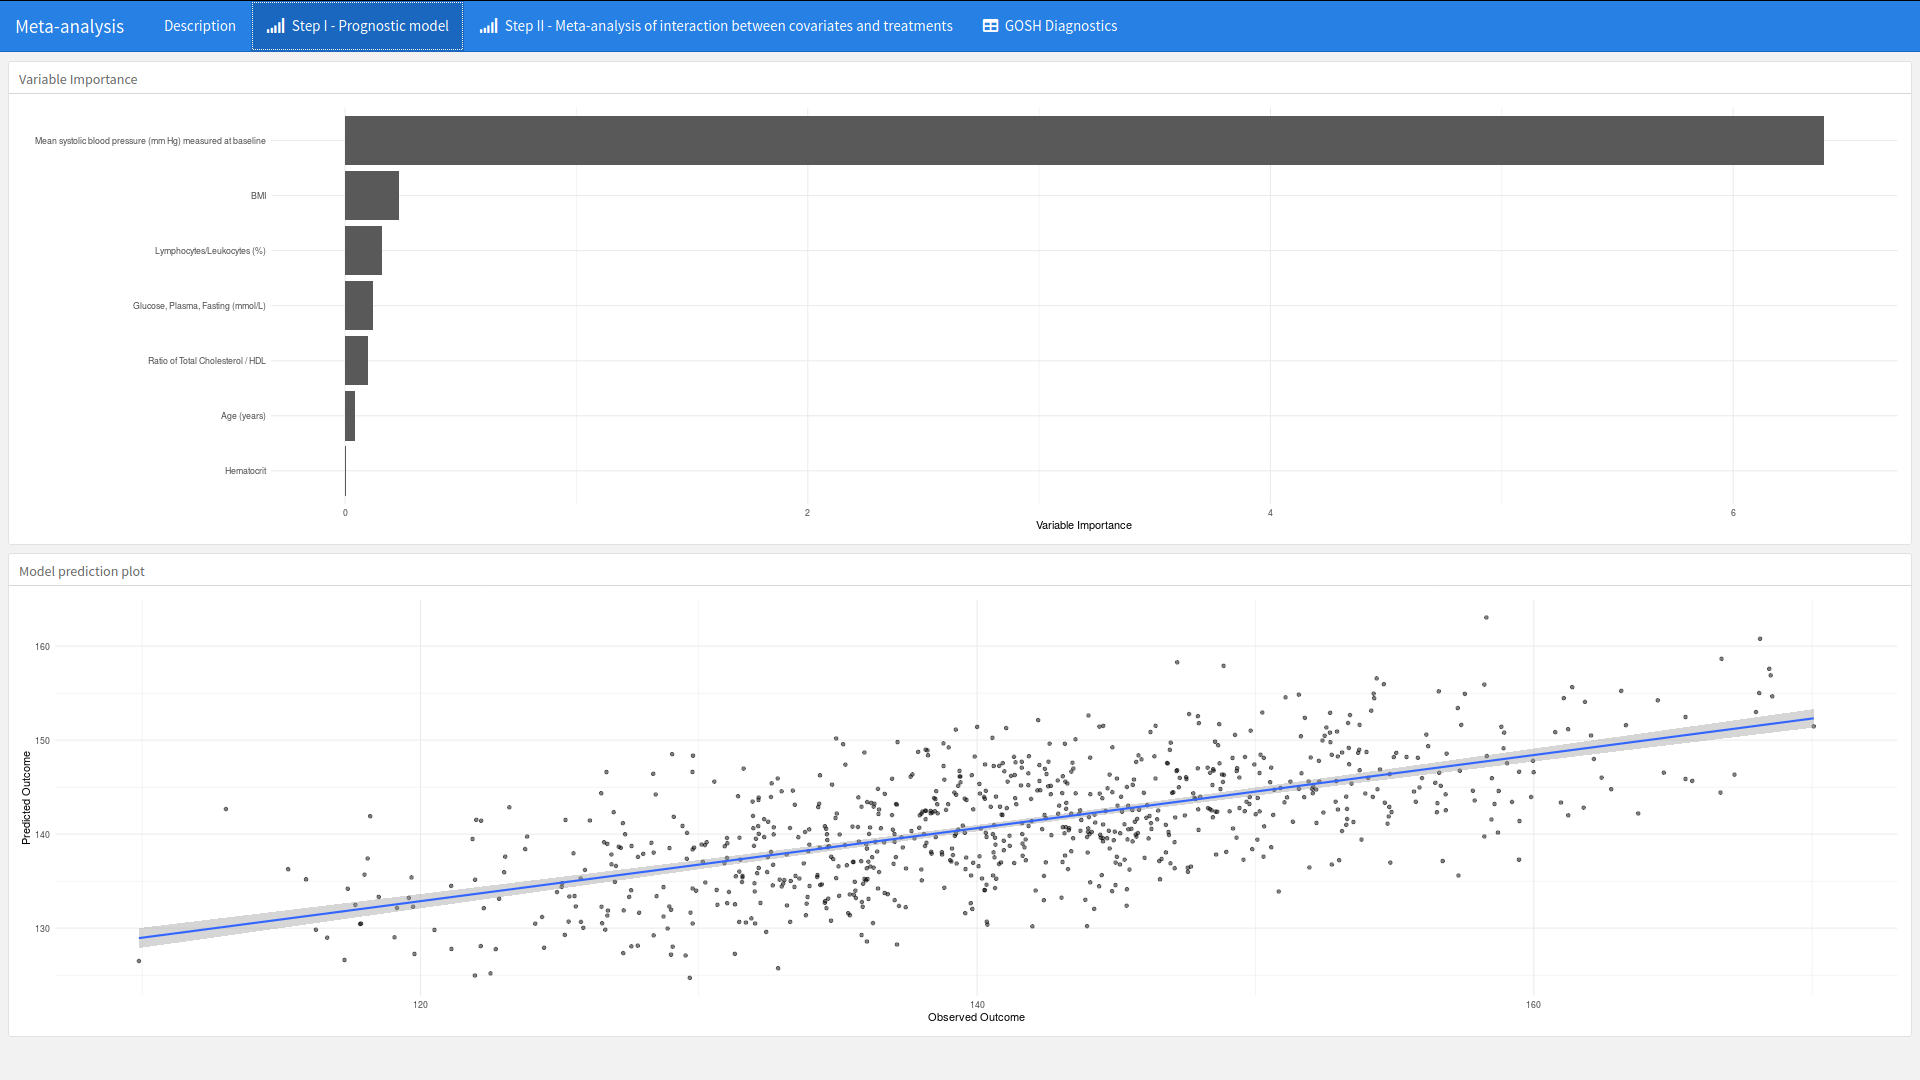 Meta-analysis Description Step I - Prognostic model Step II - Meta-analysis of interaction between covariates and treatments GOSH Diagnostics
Variable Importance
Mean systolic blood pressure (mm Hg) measured at baseline
BMI
Lymphocytes/Leukocytes (%)
Glucose, Plasma, Fasting (mmol/L)
Ratio of Total Cholesterol / HDL
Age (years)
Hematocrit
0 2 4 6
Variable Importance
Model prediction plot
160
150
140
130
Predicted Outcome
120 140 160
Observed Outcome